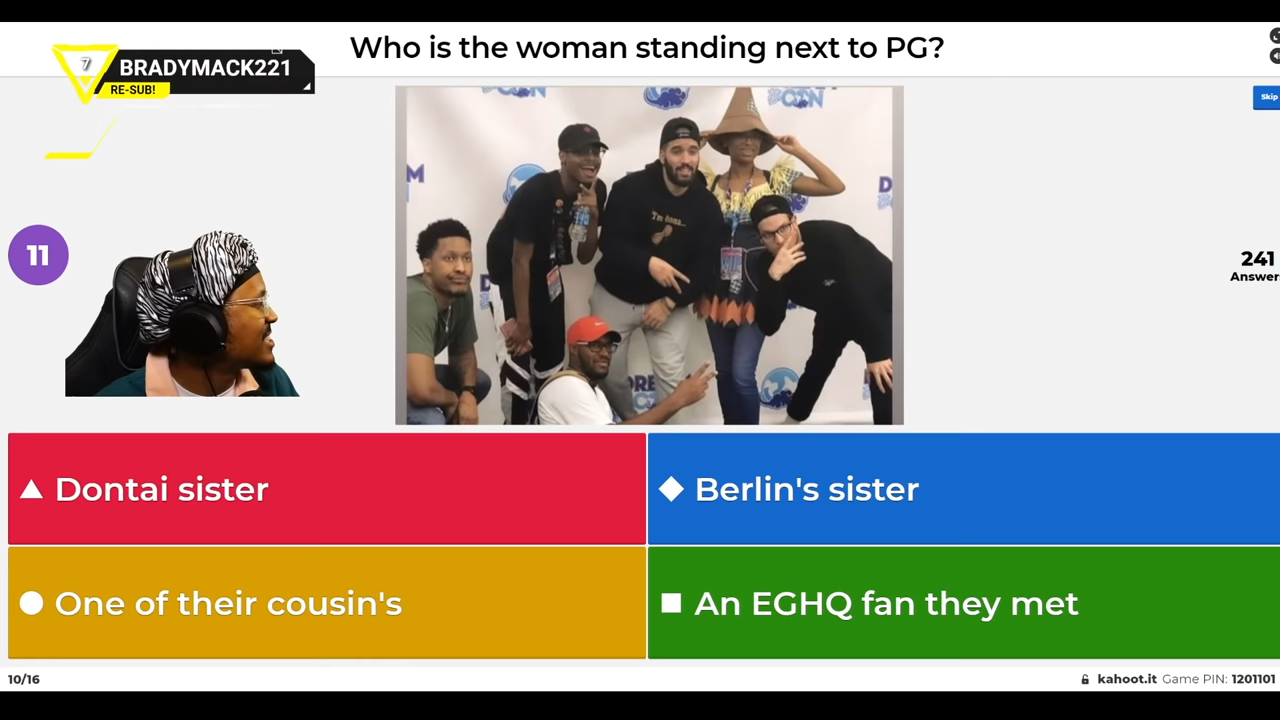 Who is the woman standing next to PG?
7
BRADYMACK221
RE-SUB!
Skip
11
241
Answer
Dontai sister
Berlin's sister
One of their cousin's
An EGHQ fan they met
10/16
kahoot.it Game PIN: 1201101